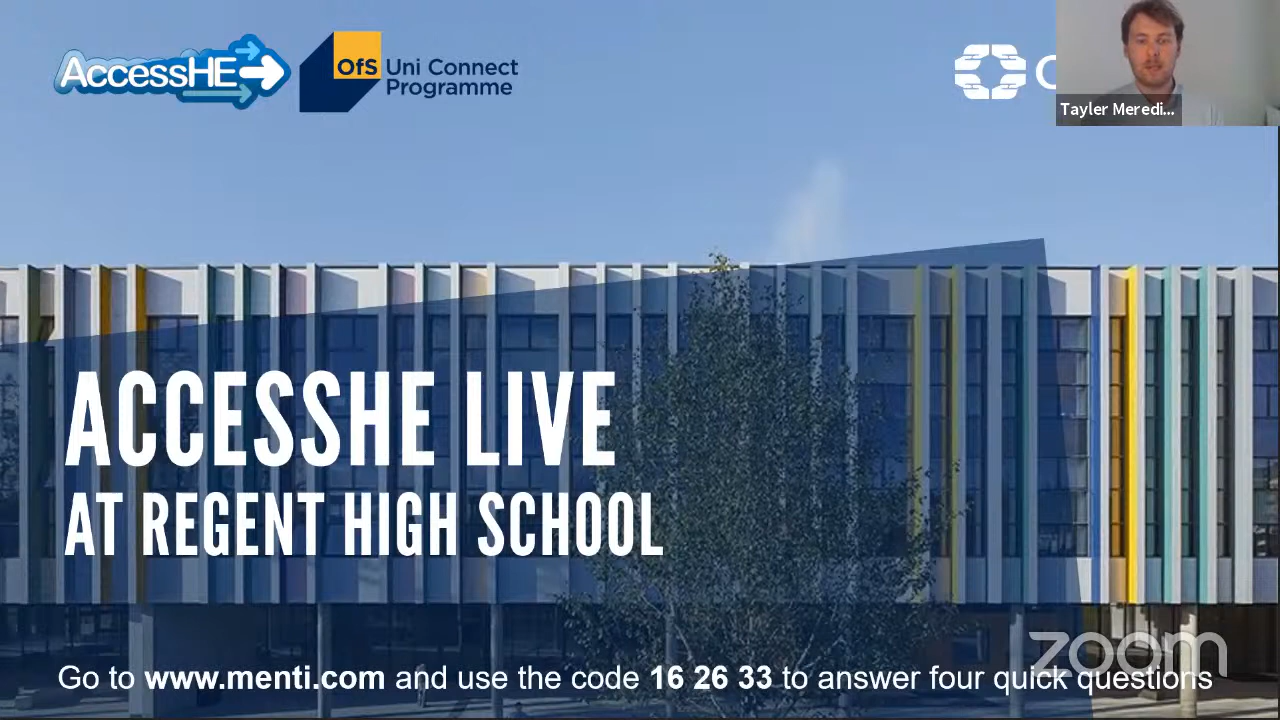 AccessHE
OfS Uni Connect
Programme
Tayler Meredi...
ACCESSHE LIVE
AT REGENT HIGH SCHOOL
zoom
Go to www.menti.com and use the code 16 26 33 to answer four quick questions